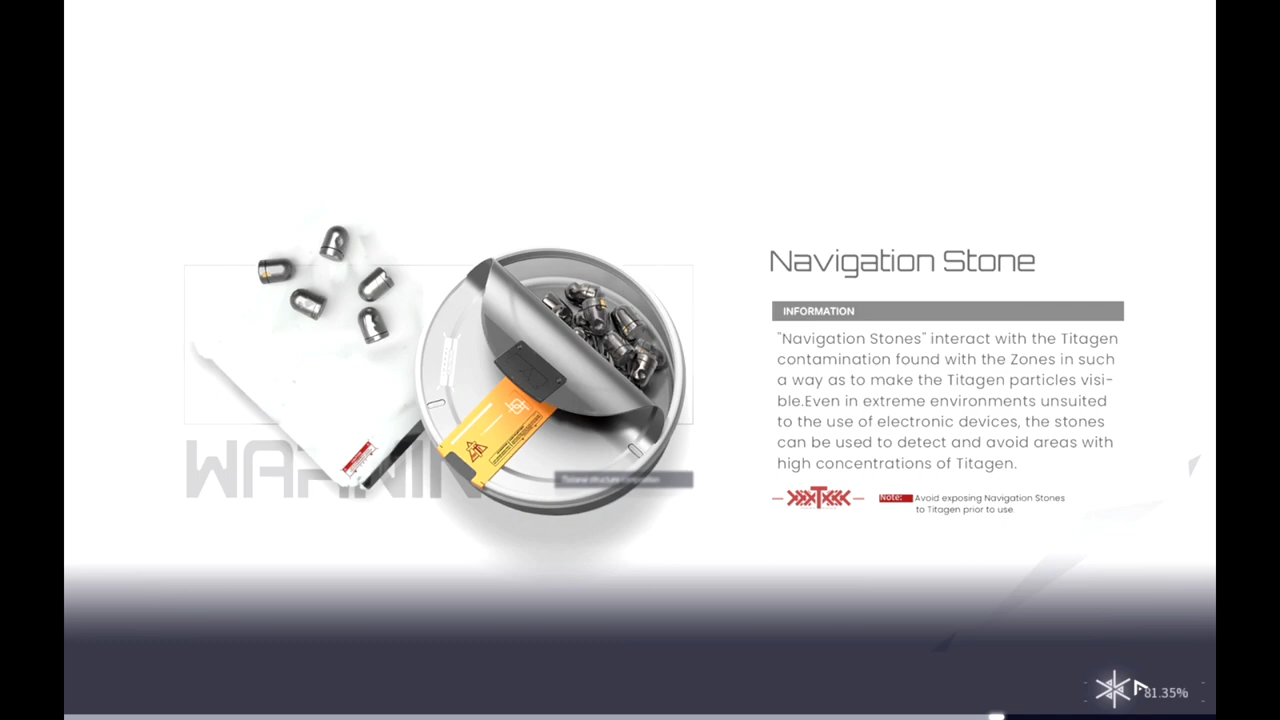 Navigation Stone
INFORMATION
"Navigation Stones" interact with the Titagen
contamination found with the Zones in such
a way as to make the Titagen particles visi-
ble.Even in extreme environments unsuited
to the use of electronic devices, the stones
can be used to detect and avoid areas with
high concentrations of Titagen.
Note: Avoid exposing Navigation Stones
to Titagen prior to use.
WARNIN
81.35%